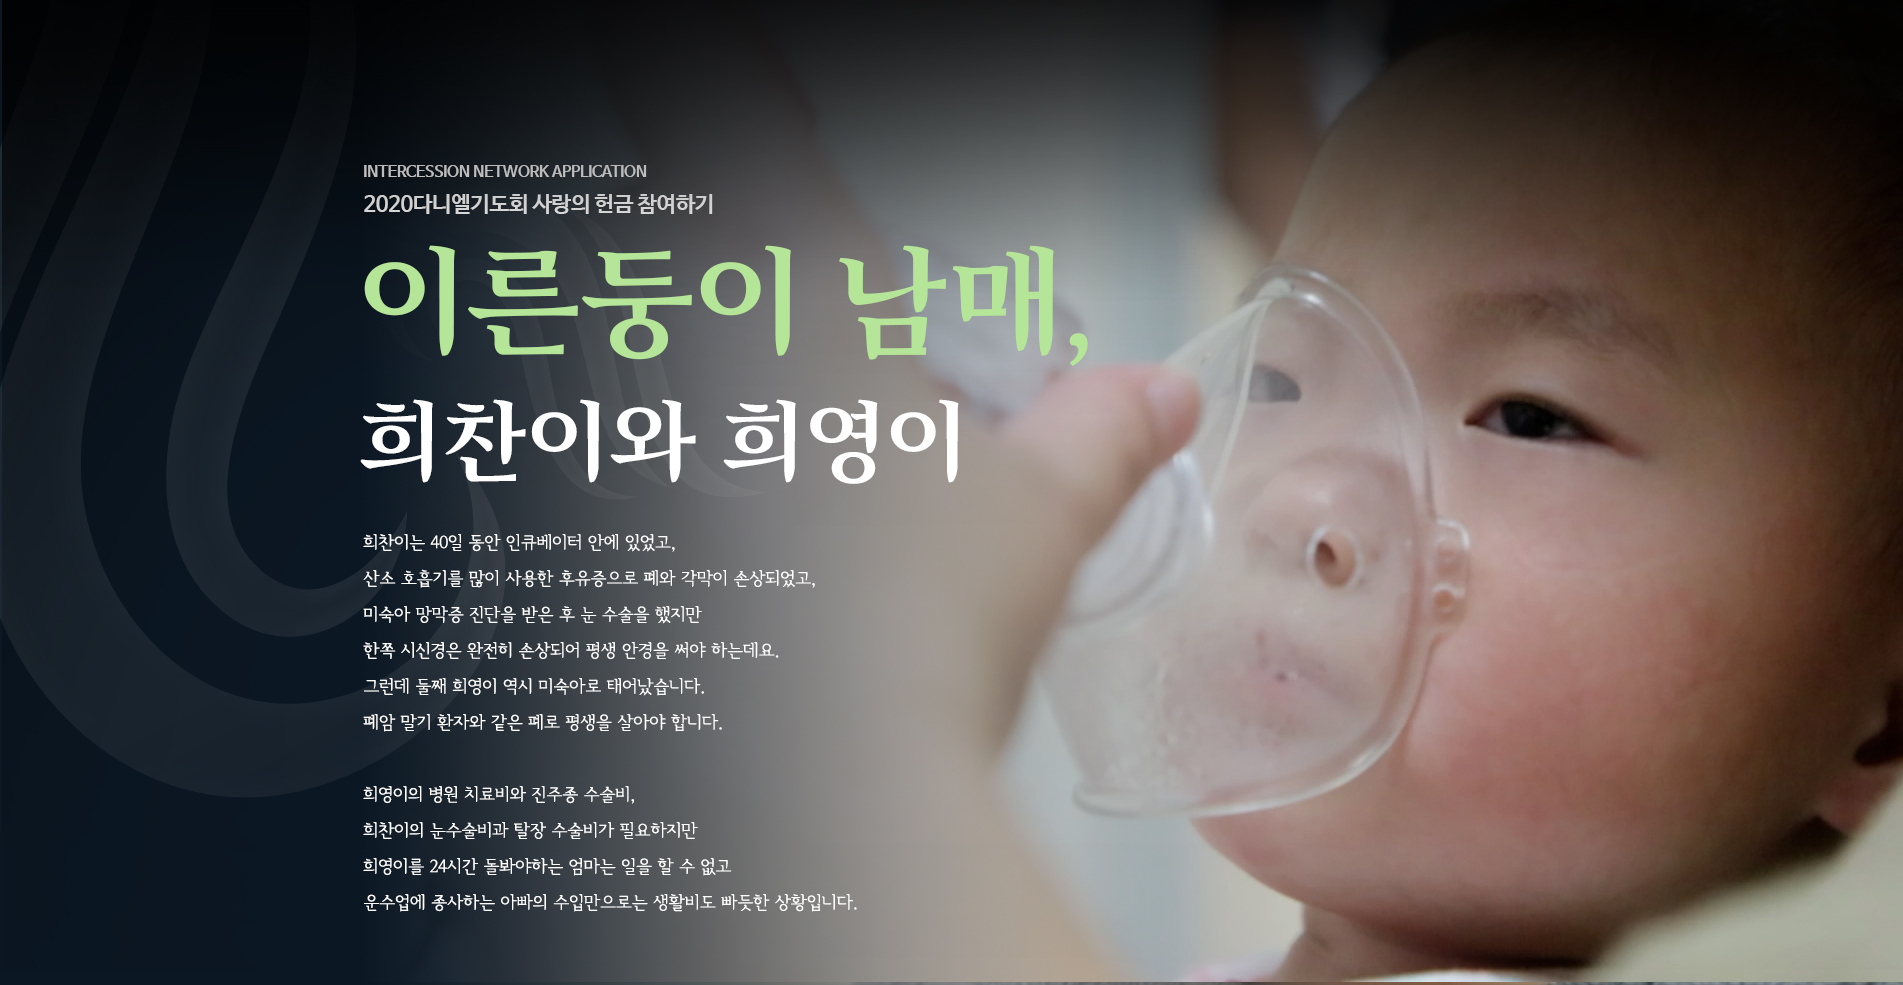 INTERCESSION NETWORK APPLICATION
2020다니엘기도회 사랑의 헌금 참여하기
이른둥이 남매,
희찬이와 희영이
희찬이는 40일 동안 인큐베이터 안에 있었고,
산소 호흡기를 많이 사용한 후유증으로 폐와 각막이 손상되었고,
미숙아 망막증 진단을 받은 후 눈 수술을 했지만
한쪽 시신경은 완전히 손상되어 평생 안경을 써야 하는데요.
그런데 둘째 희영이 역시 미숙아로 태어났습니다.
폐암 말기 환자와 같은 폐로 평생을 살아야 합니다.
희영이의 병원 치료비와 진주종 수술비,
희찬이의 눈수술비과 탈장 수술비가 필요하지만
희영이를 24시간 돌봐야하는 엄마는 일을 할 수 없고
운수업에 종사하는 아빠의 수입만으로는 생활비도 빠듯한 상황입니다.